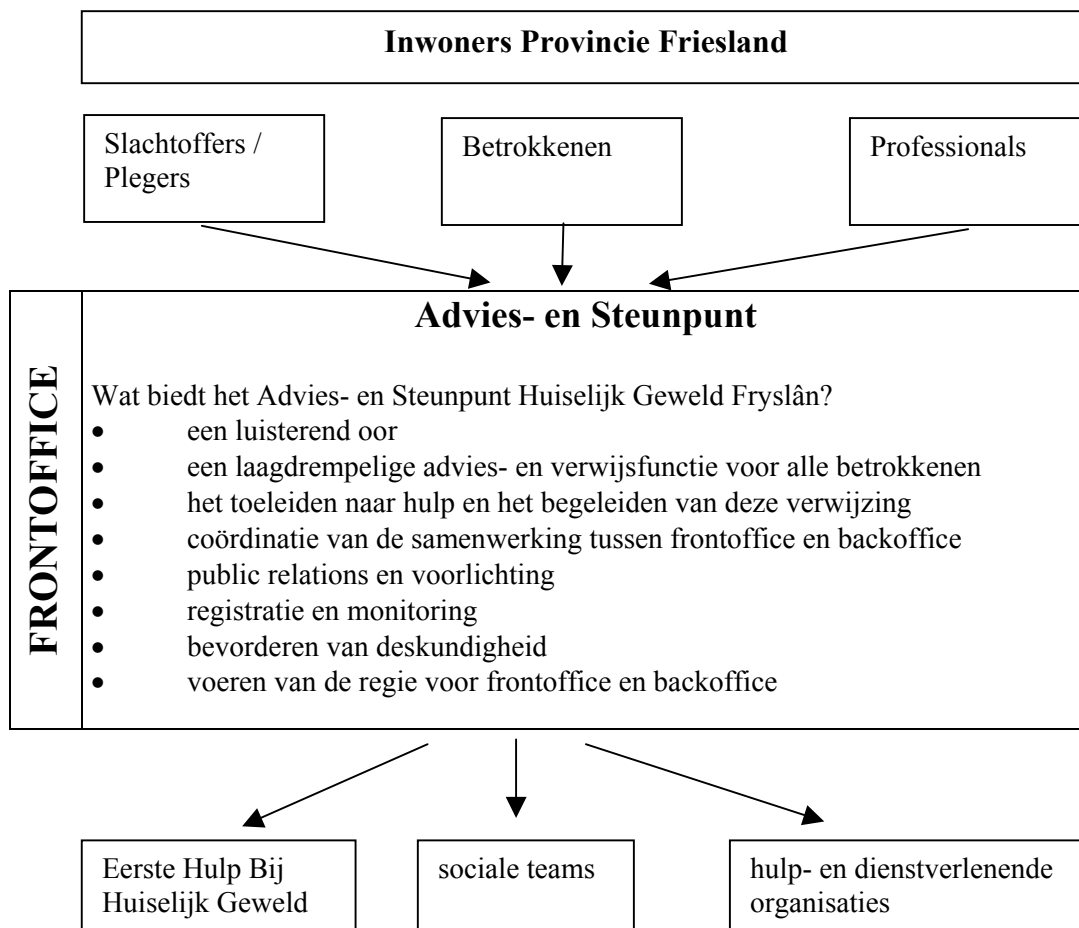 Inwoners Provincie Friesland
Slachtoffers /
Plegers
Betrokkenen
Professionals
FRONTOFFICE
Advies- en Steunpunt
Wat biedt het Advies- en Steunpunt Huiselijk Geweld Fryslân?
• een luisterend oor
• een laagdrempelige advies- en verwijsfunctie voor alle betrokkenen
• het toeleiden naar hulp en het begeleiden van deze verwijzing
• coördinatie van de samenwerking tussen frontoffice en backoffice
• public relations en voorlichting
• registratie en monitoring
• bevorderen van deskundigheid
• voeren van de regie voor frontoffice en backoffice
Eerste Hulp Bij
Huiselijk Geweld
sociale teams
hulp- en dienstverlenende
organisaties